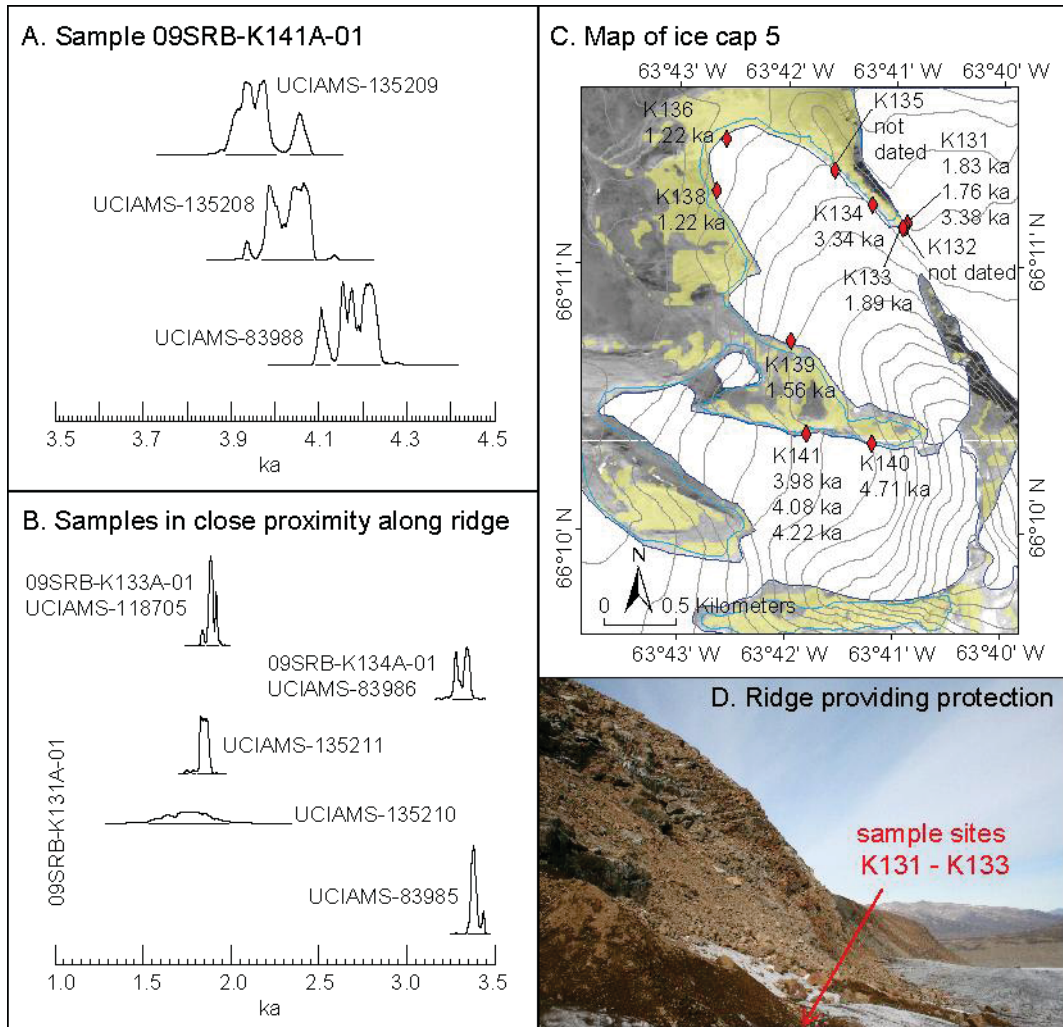 A. Sample 09SRB-K141A-01
UCIAMS-135209
UCIAMS-135208
UCIAMS-83988
3.5 3.7 3.9 4.1 4.3 4.5
ka
B. Samples in close proximity along ridge
09SRB-K133A-01
UCIAMS-118705
09SRB-K134A-01
UCIAMS-83986
UCIAMS-135211
UCIAMS-135210
UCIAMS-83985
09SRB-K131A-01
1.0 1.5 2.0 2.5 3.0 3.5
ka
C. Map of ice cap 5
63°43' W 63°42' W 63°41' W 63°40' W
K136
1.22 ka
K135
not
dated
K131
1.83 ka
1.76 ka
3.38 ka
K138
1.22 ka
K134
3.34 ka
K132
not dated
K133
1.89 ka
K139
1.56 ka
K141
3.98 ka
4.08 ka
4.22 ka
K140
4.71 ka
66°11' N
66°10' N
66°11' N
66°10' N
N
0 0.5 Kilometers
63°43' W 63°42' W 63°41' W 63°40' W
D. Ridge providing protection
sample sites
K131 - K133